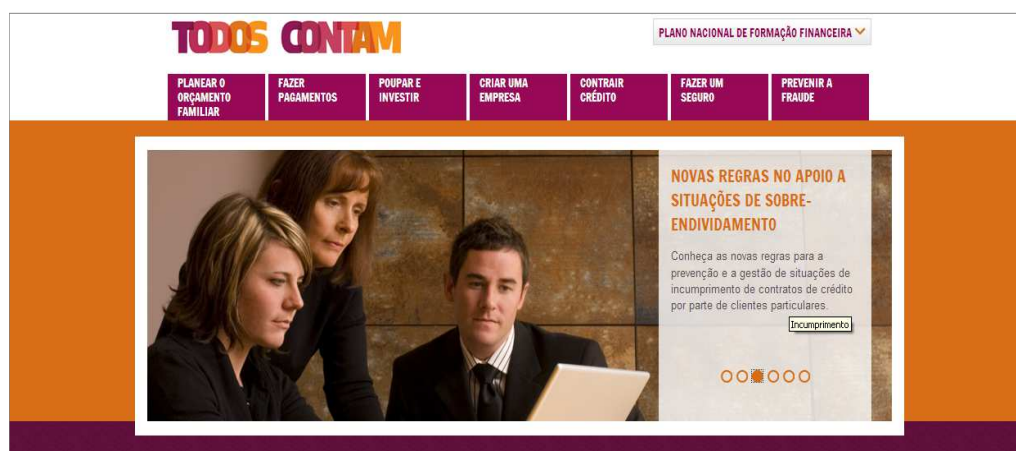 TODOS CONTAM
PLANO NACIONAL DE FORMAÇÃO FINANCEIRA
PLANEAR O
ORÇAMENTO
FAMILIAR
FAZER
PAGAMENTOS
POUPAR E
INVESTIR
CRIAR UMA
EMPRESA
CONTRAIR
CRÉDITO
FAZER UM
SEGURO
PREVENIR A
FRAUDE
NOVAS REGRAS NO APOIO A
SITUAÇÕES DE SOBRE-
ENDIVIDAMENTO
Conheça as novas regras para a
prevenção e a gestão de situações de
incumprimento de contratos de crédito
por parte de clientes particulares.
Incumprimento